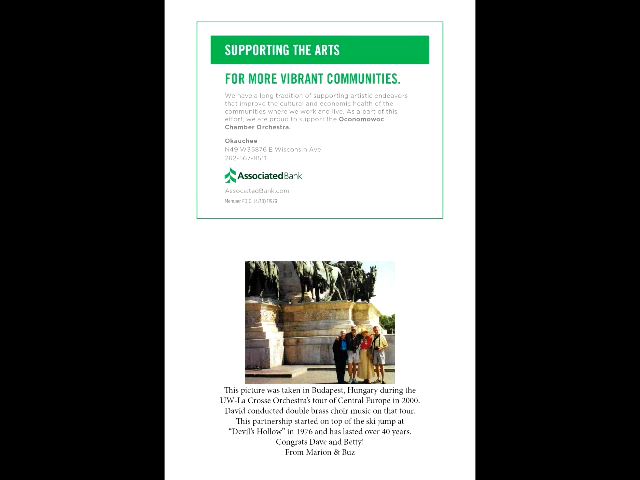 SUPPORTING THE ARTS
FOR MORE VIBRANT COMMUNITIES.
We have a long tradition of supporting artistic endeavors
that improve the cultural and economic health of the
communities where we work and live. As a part of this
effort, we are proud to support the Oconomowoc
Chamber Orchestra.
Okauchee
E Wisconsin Ave
AssociatedBank
AssociatedBank.com
Member
This picture was taken in Budapest, Hungary during the
UW-La Crosse Orchestra's tour of Central Europe in 2000.
David conducted double brass choir music on that tour.
This partnership started on top of the ski jump at
"Devil's Hollow" in 1976 and has lasted over 40 years.
Congrats Dave and Betty!
From Marion & Buz